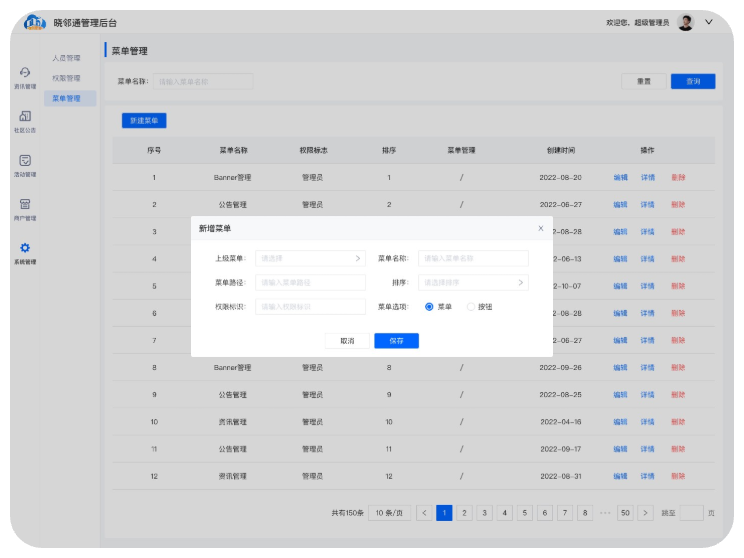 晓邻通管理后台
欢迎您、超级管理员
人员管理
权限管理
菜单管理
资讯管理
社区公告
活动管理
商户管理
系统管理
菜单管理
菜单名称: 请输入菜单名称 重置 查询
新建菜单
序号 菜单名称 权限标志 排序 菜单管理 创建时间 操作
1 Banner管理 管理员 1 / 2022-08-20 编辑 详情 删除
2 公告管理 管理员 2 / 2022-06-27 编辑 详情 删除
3 2-08-28 编辑 详情 删除
4 2-06-13 编辑 详情 删除
5 2-10-07 编辑 详情 删除
6 2-08-28 编辑 详情 删除
7 2-06-27 编辑 详情 删除
新增菜单
上级菜单: 请选择 菜单名称: 请输入菜单名称
菜单路径: 请输入菜单路径 排序: 请选择排序
权限标识: 请输入权限标识 菜单选项: 菜单 按钮
取消 保存
8 Banner管理 管理员 8 / 2022-09-26 编辑 详情 删除
9 公告管理 管理员 9 / 2022-08-25 编辑 详情 删除
10 资讯管理 管理员 10 / 2022-04-16 编辑 详情 删除
11 公告管理 管理员 11 / 2022-09-17 编辑 详情 删除
12 资讯管理 管理员 12 / 2022-08-31 编辑 详情 删除
共有150条 10 条/页 < 1 2 3 4 5 6 7 8 ··· 50 > 跳至 页